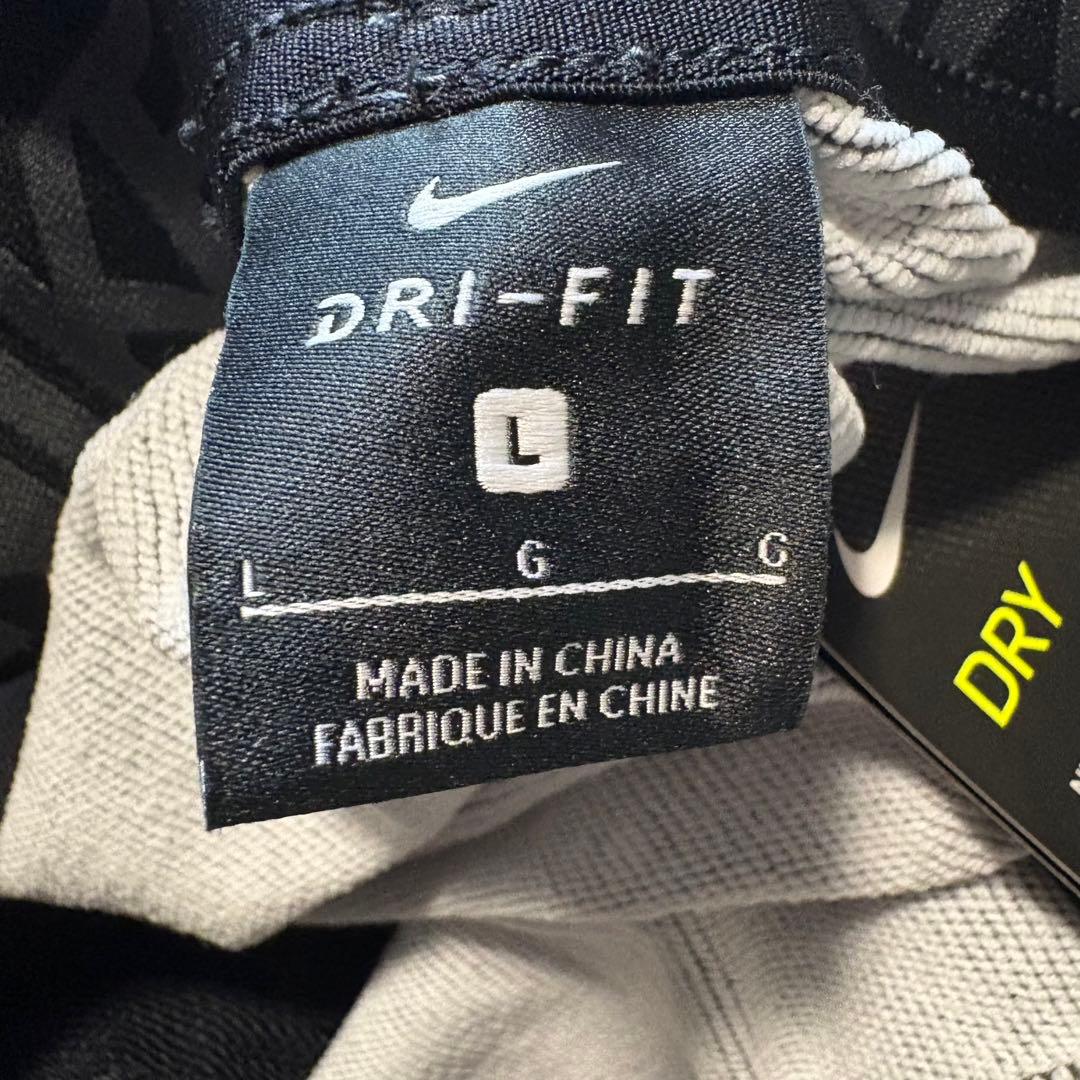 DRI-FIT
L
L G G
MADE IN CHINA
FABRIQUE EN CHINE
DRY